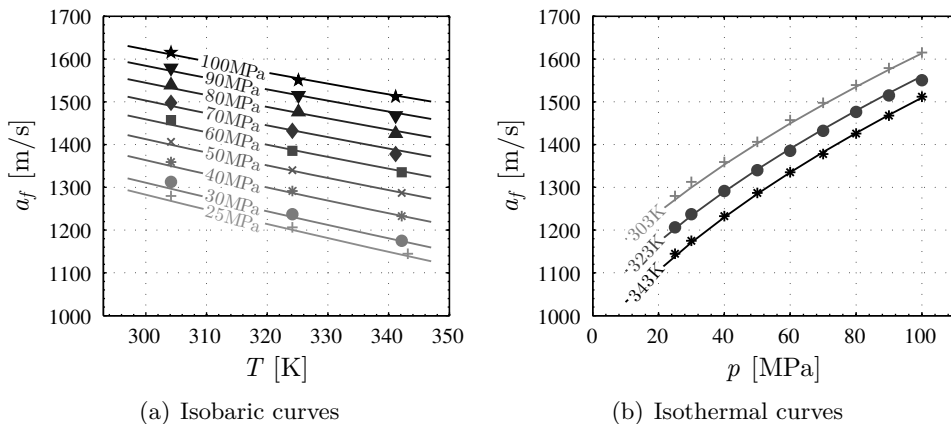 1700
1600
1500
1400
1300
1200
1100
1000
a_f [m/s]
100MPa
90MPa
80MPa
70MPa
60MPa
50MPa
40MPa
30MPa
25MPa
300 310 320 330 340 350
T [K]
(a) Isobaric curves
1700
1600
1500
1400
1300
1200
1100
1000
a_f [m/s]
303K
323K
343K
0 20 40 60 80 100
p [MPa]
(b) Isothermal curves